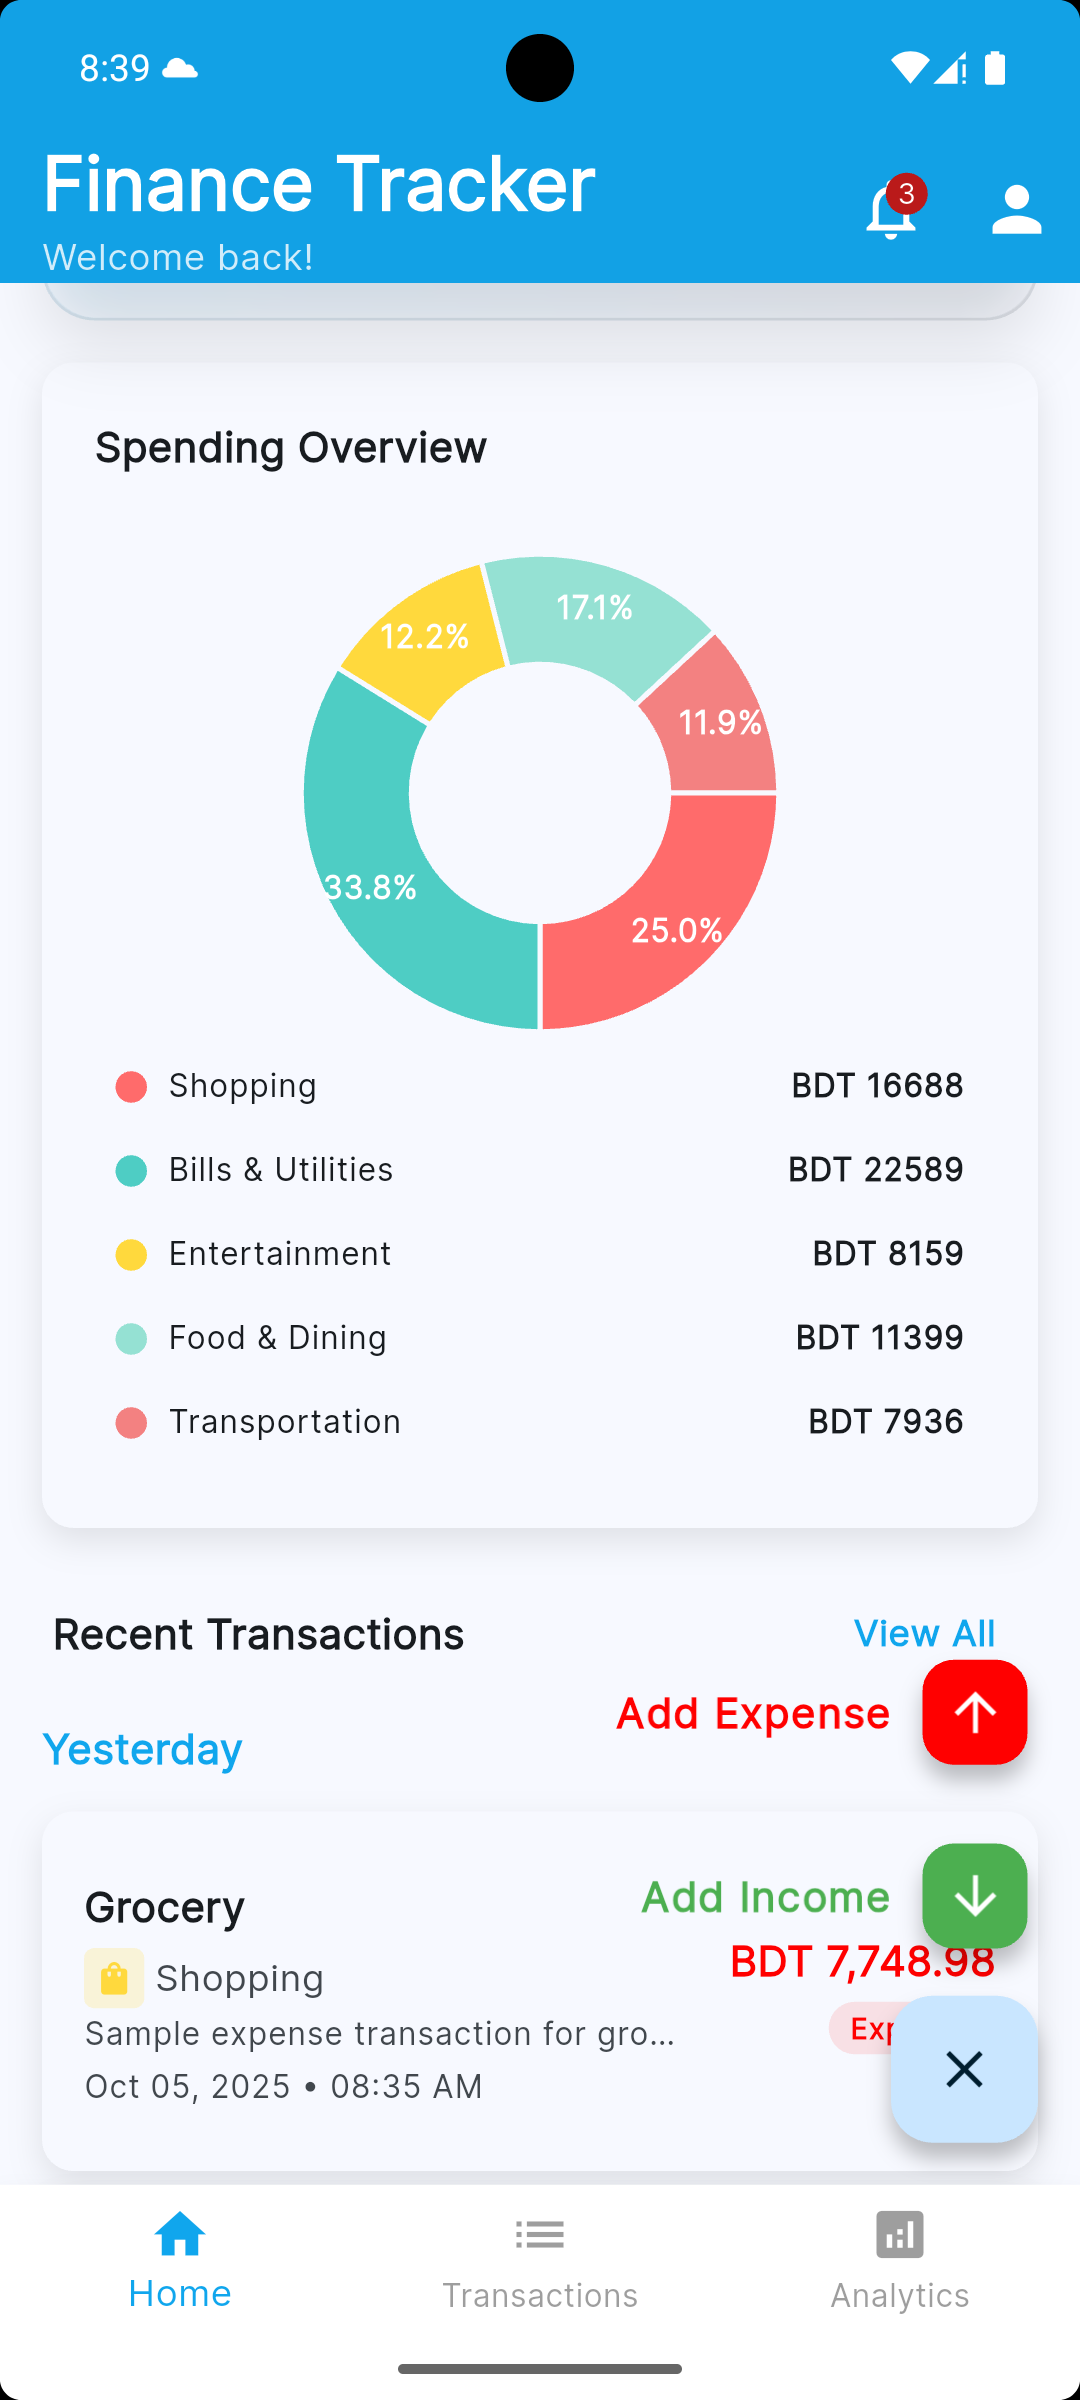 8:39
Finance Tracker
3
Welcome back!
Spending Overview
17.1%
12.2%
11.9%
33.8%
25.0%
Shopping BDT 16688
Bills & Utilities BDT 22589
Entertainment BDT 8159
Food & Dining BDT 11399
Transportation BDT 7936
Recent Transactions View All
Add Expense
Yesterday
Add Income
Grocery
BDT 7,748.98
Shopping
Sample expense transaction for gro...
Oct 05, 2025 • 08:35 AM
Home
Transactions
Analytics